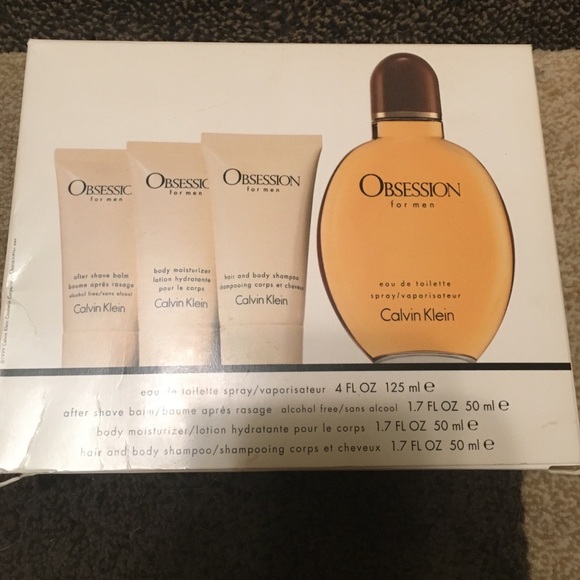 OBSESSION
for men
after shave balm
baume après rasage
alcohol free/sans alcool
Calvin Klein
OBSESSION
for men
body moisturizer
lotion hydratante
pour le corps
Calvin Klein
OBSESSION
for men
hair and body shampoo
shampooing corps et cheveux
Calvin Klein
OBSESSION
for men
eau de toilette
spray/vaporisateur
Calvin Klein
eau de toilette spray/vaporisateur 4 FL OZ 125 ml e
after shave balm/baume aprés rasage alcohol free/sans alcool 1.7 FL OZ 50 ml e
body moisturizer/lotion hydratante pour le corps 1.7 FL OZ 50 ml e
hair and body shampoo/shampooing corps et cheveux 1.7 FL OZ 50 ml e